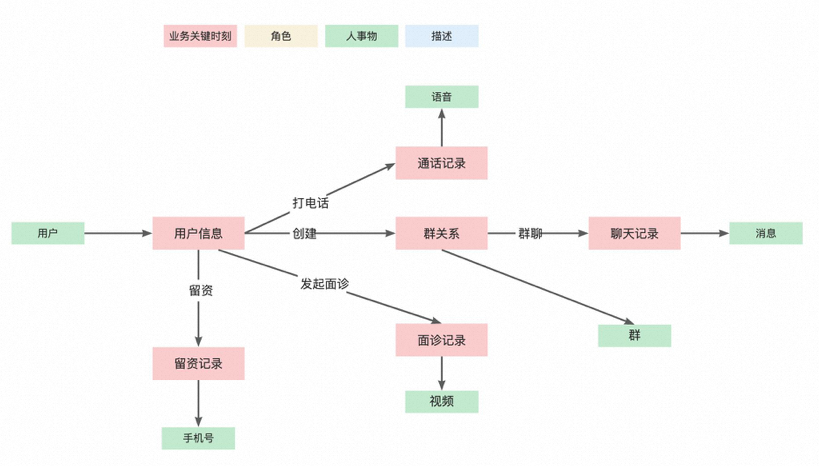 业务关键时刻
角色
人事物
描述
语音
通话记录
打电话
用户
用户信息
创建
群关系
群聊
聊天记录
消息
留资
发起面诊
群
面诊记录
留资记录
视频
手机号